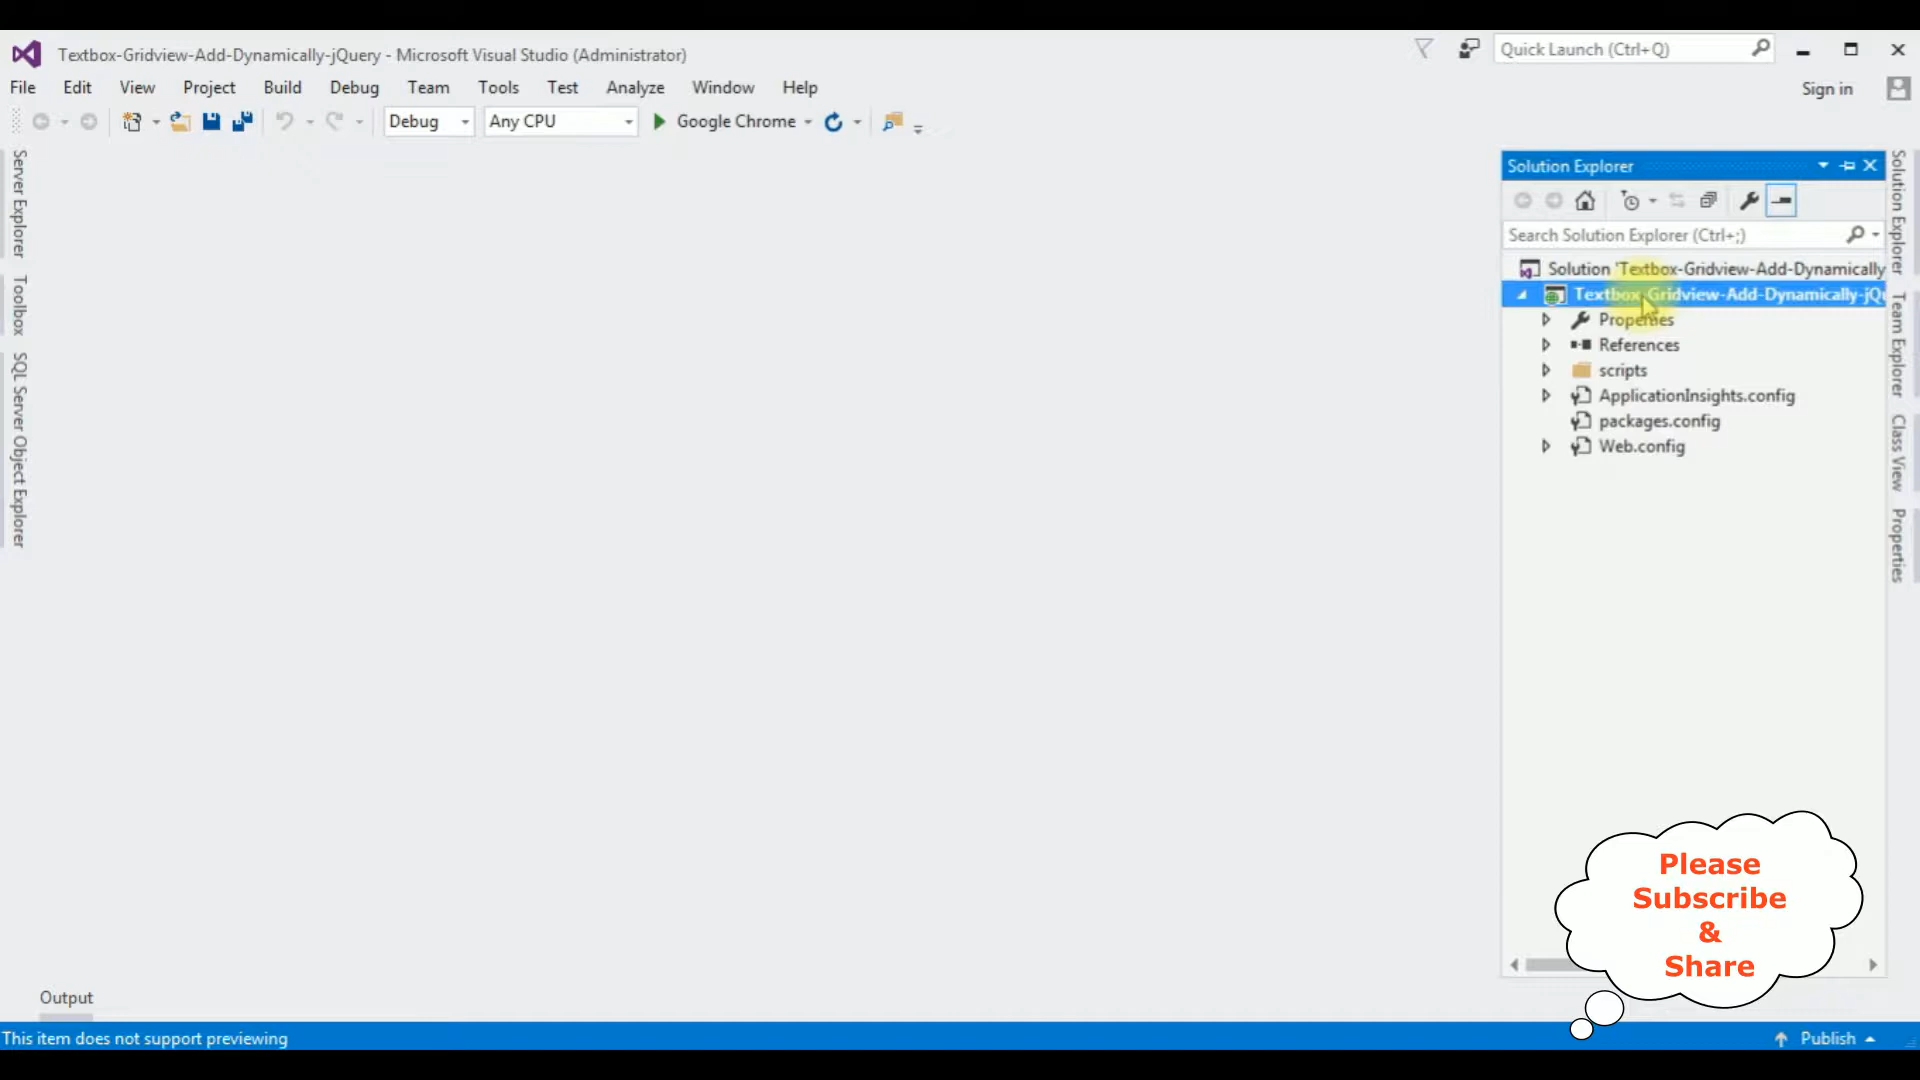 Textbox-Gridview-Add-Dynamically-jQuery - Microsoft Visual Studio (Administrator)
Quick Launch (Ctrl+Q)
File Edit View Project Build Debug Team Tools Test Analyze Window Help
Sign in
Debug Any CPU Google Chrome
Server Explorer
Toolbox
SQL Server Object Explorer
Solution Explorer
Search Solution Explorer (Ctrl+;)
Solution 'Textbox-Gridview-Add-Dynamically
Textbox-Gridview-Add-Dynamically-jQu
Properties
References
scripts
ApplicationInsights.config
packages.config
Web.config
Solution Explorer
Team Explorer
Class View
Properties
Please
Subscribe
&
Share
Output
This item does not support previewing
Publish